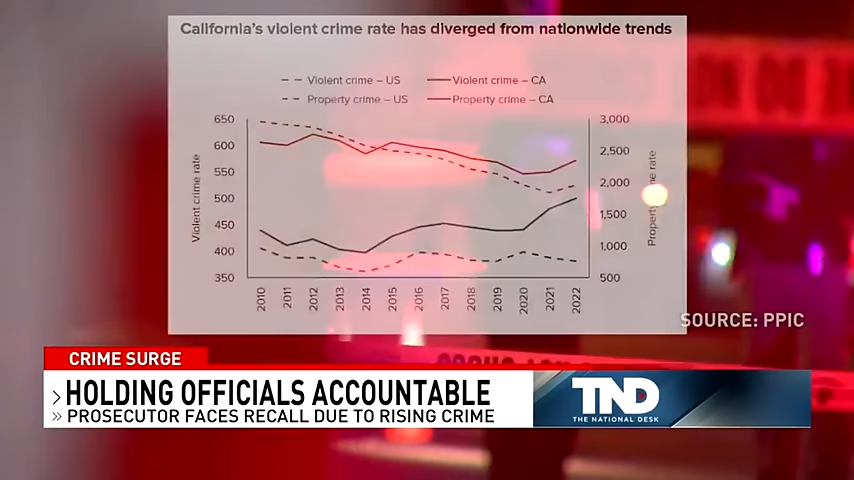 California's violent crime rate has diverged from nationwide trends
Violent crime – US
Violent crime – CA
Property crime – US
Property crime – CA
650
600
550
500
450
400
350
Violent crime rate
3,000
2,500
2,000
1,500
1,000
500
Property crime rate
2010 2011 2012 2013 2014 2015 2016 2017 2018 2019 2020 2021 2022
SOURCE: PPIC
CRIME SURGE
HOLDING OFFICIALS ACCOUNTABLE
PROSECUTOR FACES RECALL DUE TO RISING CRIME
TND
THE NATIONAL DESK